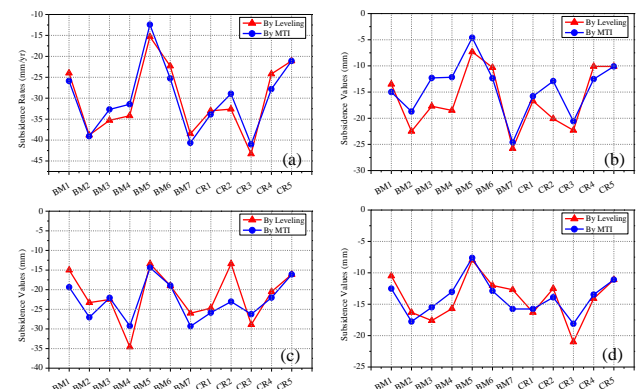 By Leveling
By MTI
Subsidence Rates (mm/yr)
-10
-15
-20
-25
-30
-35
-40
-45
(a)
BM1 BM2 BM3 BM4 BM5 BM6 BM7 CR1 CR2 CR3 CR4 CR5
By Leveling
By MTI
Subsidence Values (mm)
0
-5
-10
-15
-20
-25
-30
(b)
BM1 BM2 BM3 BM4 BM5 BM6 BM7 CR1 CR2 CR3 CR4 CR5
By Leveling
By MTI
Subsidence Values (mm)
0
-5
-10
-15
-20
-25
-30
-35
-40
(c)
BM1 BM2 BM3 BM4 BM5 BM6 BM7 CR1 CR2 CR3 CR4 CR5
By Leveling
By MTI
Subsidence Values (mm)
0
-5
-10
-15
-20
-25
(d)
BM1 BM2 BM3 BM4 BM5 BM6 BM7 CR1 CR2 CR3 CR4 CR5